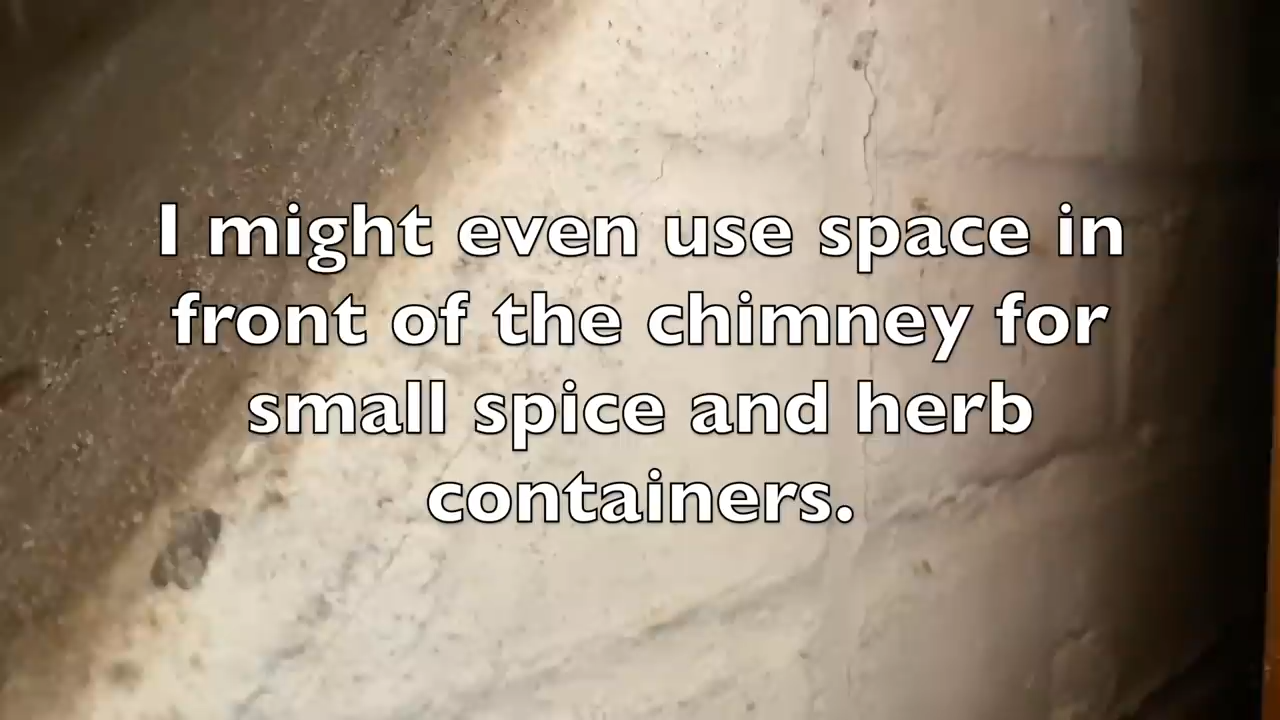 I might even use space in
front of the chimney for
small spice and herb
containers.